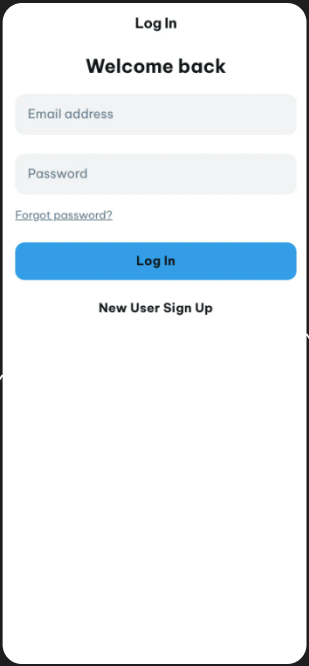 Log In
Welcome back
Email address
Password
Forgot password?
Log In
New User Sign Up